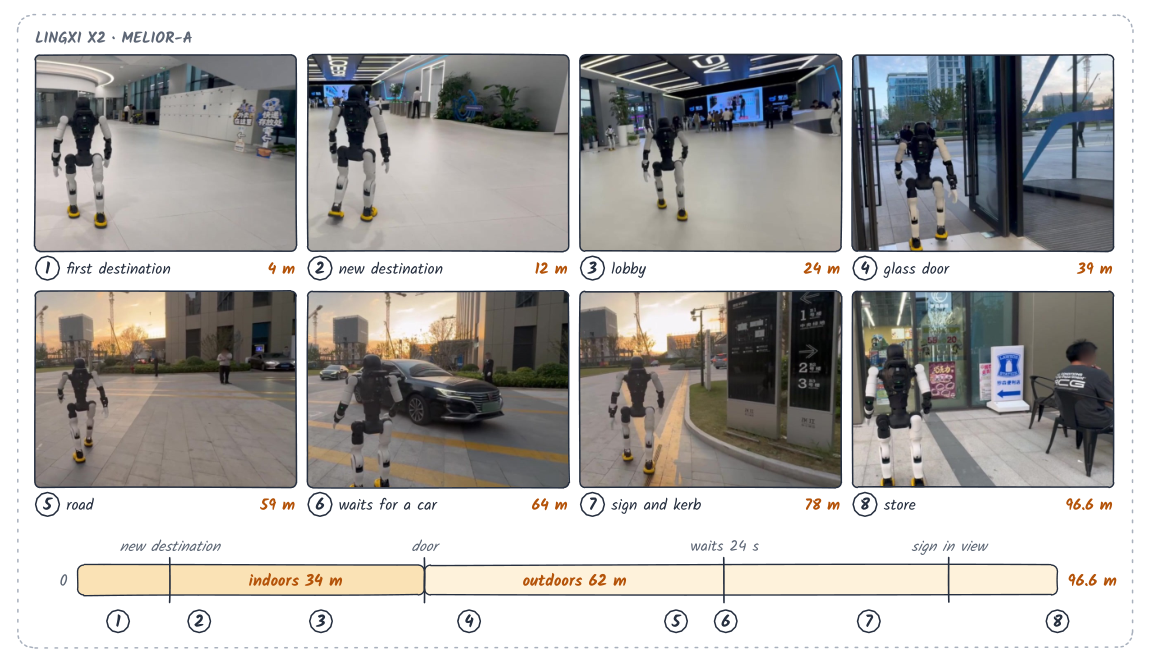 LINGXI X2 · MELIOR-A
1 first destination 4 m
2 new destination 12 m
3 lobby 24 m
4 glass door 39 m
1
2
3
5 road 59 m
6 waits for a car 64 m
7 sign and kerb 78 m
8 store 96.6 m
new destination door waits 24 s sign in view
0 indoors 34 m outdoors 62 m 96.6 m
1 2 3 4 5 6 7 8